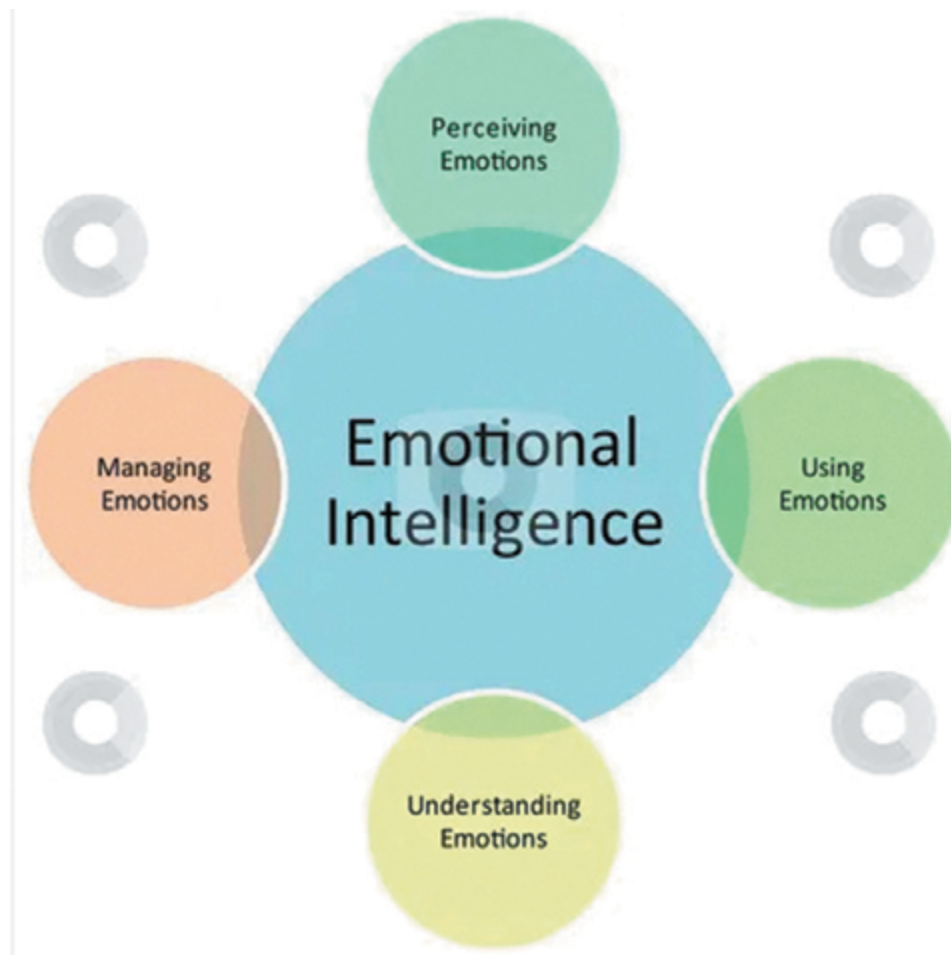 Perceiving
Emotions
Managing
Emotions
Emotional
Intelligence
Using
Emotions
Understanding
Emotions